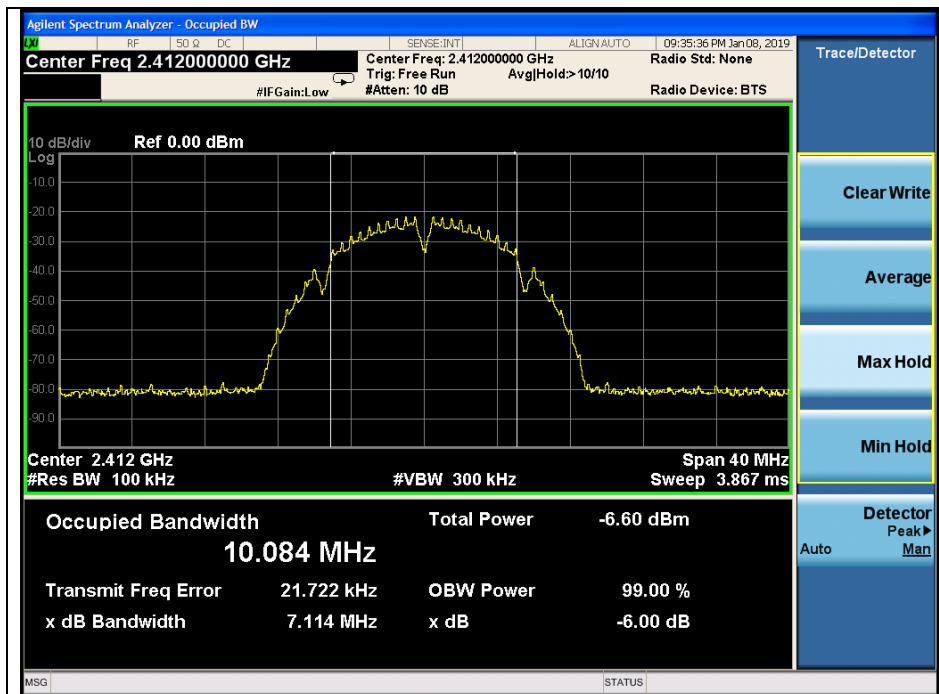 Agilent Spectrum Analyzer - Occupied BW
LXI RF 50 Ω DC SENSE:INT ALIGN AUTO 09:35:36 PM Jan 08, 2019
Center Freq 2.412000000 GHz
Center Freq: 2.412000000 GHz
Radio Std: None
Trig: Free Run Avg|Hold:>10/10
#IFGain:Low
#Atten: 10 dB
Radio Device: BTS
Trace/Detector
10 dB/div Ref 0.00 dBm
Log
-10.0
-20.0
-30.0
-40.0
-50.0
-60.0
-70.0
-80.0
-90.0
Center 2.412 GHz Span 40 MHz
#Res BW 100 kHz #VBW 300 kHz Sweep 3.867 ms
Clear Write
Average
Max Hold
Min Hold
Detector
Peak▶
Auto Man
Occupied Bandwidth Total Power -6.60 dBm
10.084 MHz
Transmit Freq Error 21.722 kHz OBW Power 99.00 %
x dB Bandwidth 7.114 MHz x dB -6.00 dB
MSG STATUS